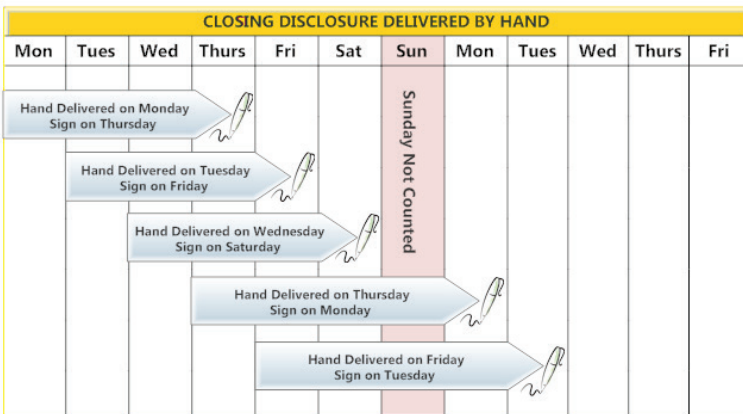 CLOSING DISCLOSURE DELIVERED BY HAND
Mon Tues Wed Thurs Fri Sat Sun Mon Tues Wed Thurs Fri
Hand Delivered on Monday
Sign on Thursday
Hand Delivered on Tuesday
Sign on Friday
Hand Delivered on Wednesday
Sign on Saturday
Sunday Not Counted
Hand Delivered on Thursday
Sign on Monday
Hand Delivered on Friday
Sign on Tuesday